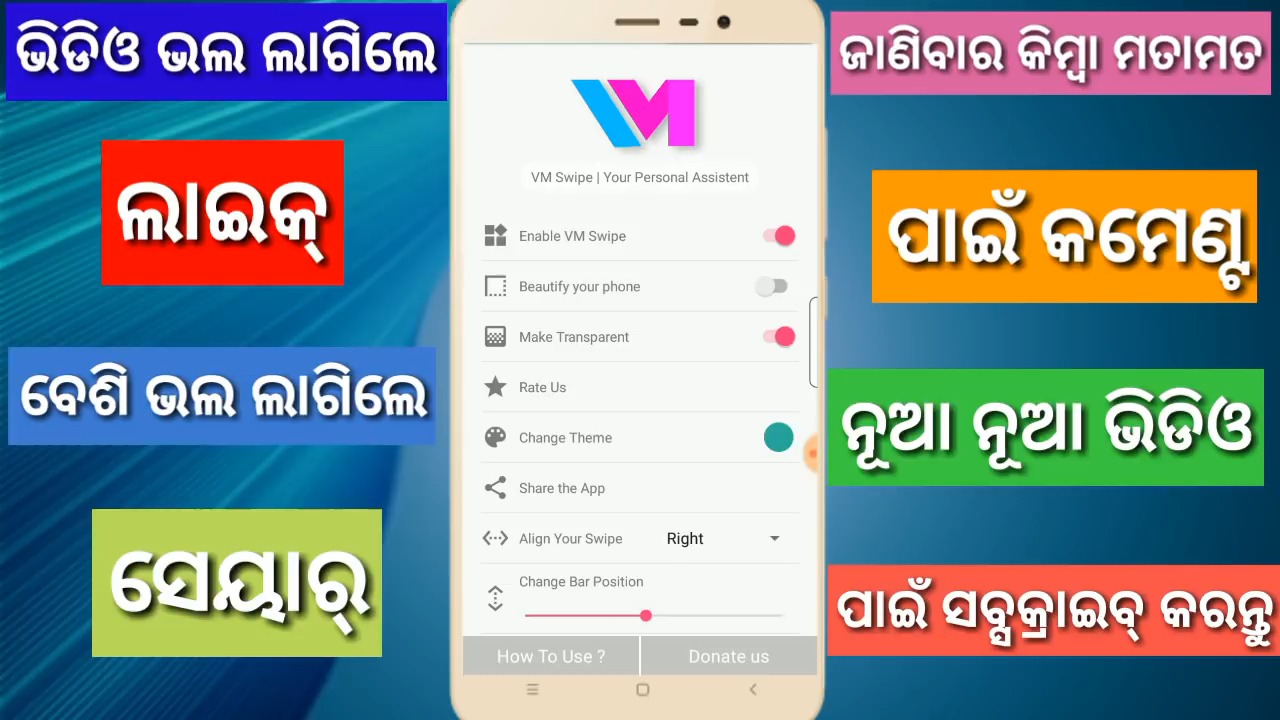 ଭିଡିଓ ଭଲ ଲାଗିଲେ
ଲାଇକ୍
ବେଶି ଭଲ ଲାଗିଲେ
ସେୟାର୍
VM
VM Swipe | Your Personal Assistent
Enable VM Swipe
Beautify your phone
Make Transparent
Rate Us
Change Theme
Share the App
Align Your Swipe Right
Change Bar Position
How To Use ? Donate us
ଜାଣିବାର କିମ୍ବା ମତାମତ
ପାଇଁ କମେଣ୍ଟ
ନୂଆ ନୂଆ ଭିଡିଓ
ପାଇଁ ସବ୍ସକ୍ରାଇବ୍ କରନ୍ତୁ